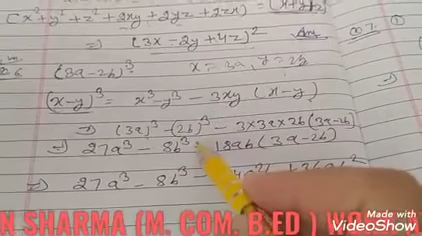 [x² + y² + z² + 2xy + 2yz + 2zx) = (x+y+z)²
⇒ (3x - 2y + 4z)² Ans
(3a - 2b)³ x = 3a, y = 2b
(x-y)³ = x³ - y³ - 3xy (x - y)
⇒ (3a)³ - (2b)³ - 3×3a×2b (3a-2b)
⇒ 27a³ - 8b³ - 18ab (3a - 2b)
⇒ 27a³ - 8b³
N SHARMA (M. COM. B.ED )
Made with
VideoShow